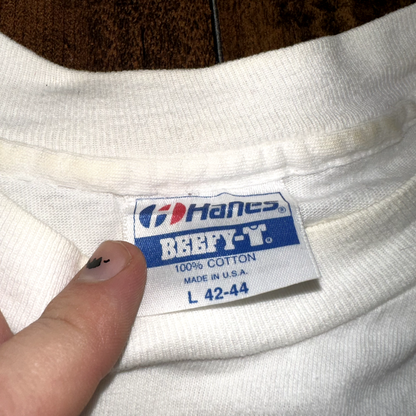 Hanes®
BEEFY-T®
100% COTTON
MADE IN U.S.A.
L 42-44